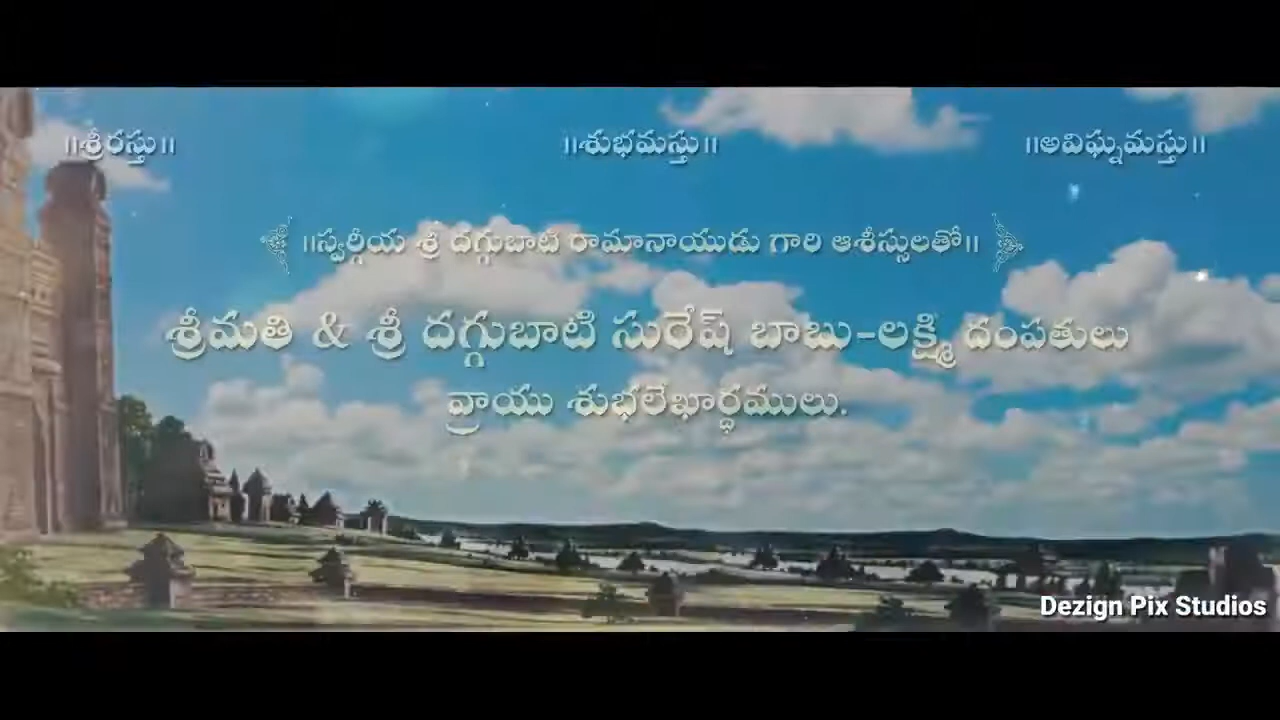 ॥శ్రీరస్తు॥ ॥శుభమస్తు॥ ॥అవిఘ్నమస్తు॥
॥స్వర్గీయ శ్రీ దగ్గుబాటి రామానాయుడు గారి ఆశీస్సులతో॥
శ్రీమతి & శ్రీ దగ్గుబాటి సురేష్ బాబు-లక్ష్మి దంపతులు
వ్రాయు శుభలేఖార్థములు.
Dezign Pix Studios